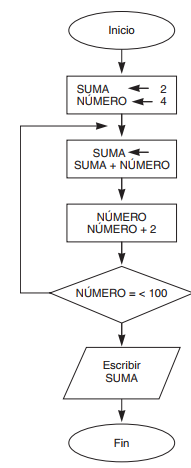 Inicio
SUMA ← 2
NÚMERO ← 4
SUMA ←
SUMA + NÚMERO
NÚMERO
NÚMERO + 2
NÚMERO = < 100
Escribir
SUMA
Fin